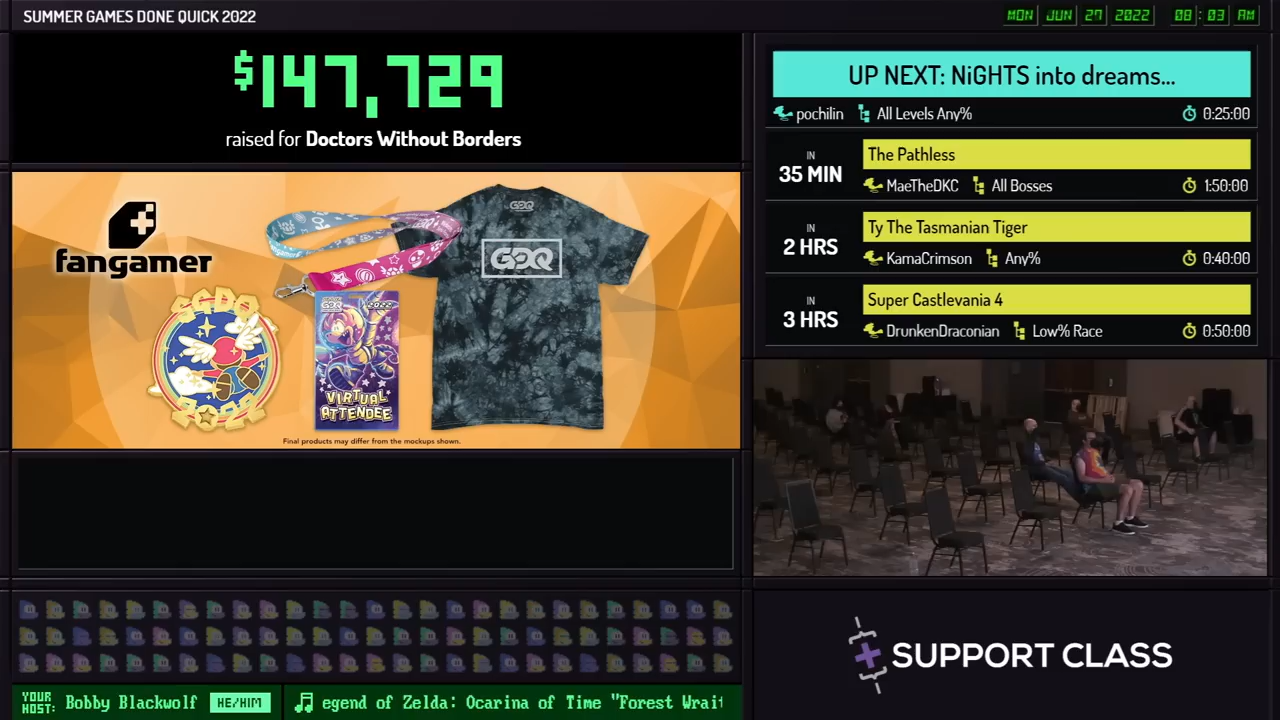 SUMMER GAMES DONE QUICK 2022
MON JUN 27 2022 08:03 AM
$147,729
raised for Doctors Without Borders
UP NEXT: NiGHTS into dreams...
pochilin All Levels Any% 0:25:00
IN 35 MIN
The Pathless
MaeTheDKC All Bosses 1:50:00
IN 2 HRS
Ty The Tasmanian Tiger
KamaCrimson Any% 0:40:00
IN 3 HRS
Super Castlevania 4
DrunkenDraconian Low% Race 0:50:00
fangamer
SGDQ
2022
GDQ
2022
VIRTUAL
ATTENDEE
GDQ
GDQ
Final products may differ from the mockups shown.
SUPPORT CLASS
YOUR HOST: Bobby Blackwolf HE/HIM
egend of Zelda: Ocarina of Time "Forest Wrait